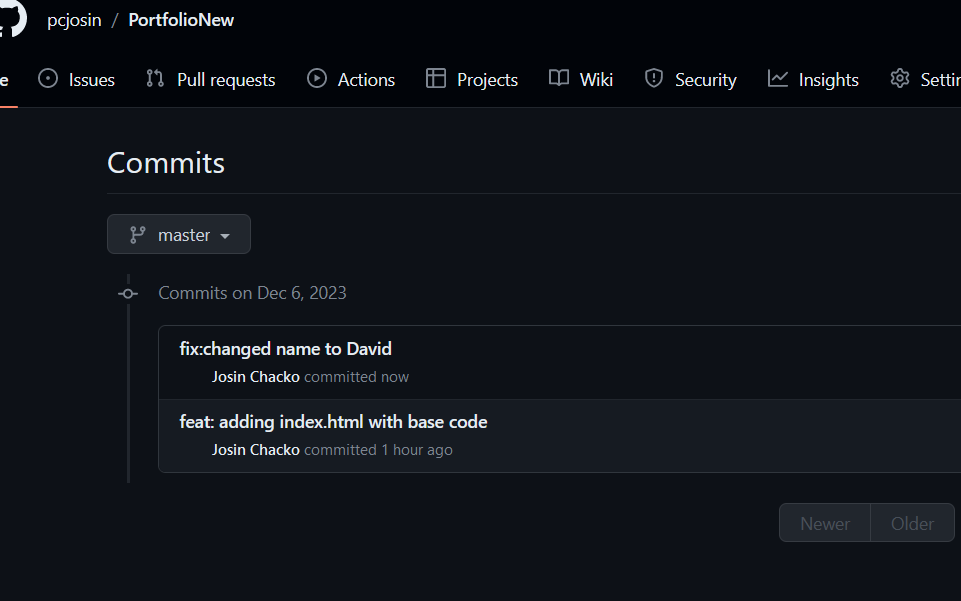 pcjosin / PortfolioNew
e Issues Pull requests Actions Projects Wiki Security Insights Settin
Commits
master
Commits on Dec 6, 2023
fix:changed name to David
Josin Chacko committed now
feat: adding index.html with base code
Josin Chacko committed 1 hour ago
Newer Older